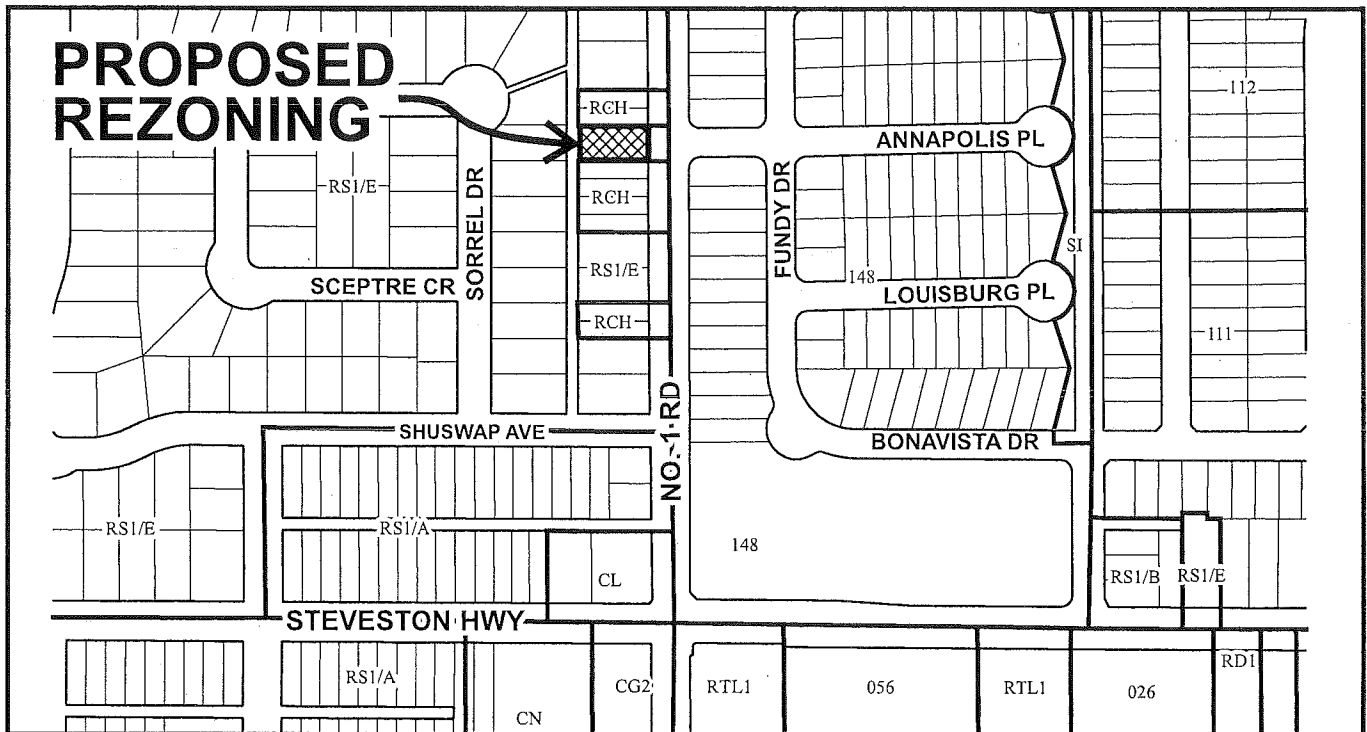 PROPOSED
REZONING
RCH
112
ANNAPOLIS PL
RS1/E
SORREL DR
RCH
FUNDY DR
SI
RS1/E
148
SCEPTRE CR
LOUISBURG PL
RCH
111
NO. 1 RD
SHUSWAP AVE
BONAVISTA DR
RS1/E
RS1/A
148
CL
RS1/B
RS1/E
STEVESTON HWY
RS1/A
CG2
RTL1
056
RTL1
026
RD1
CN